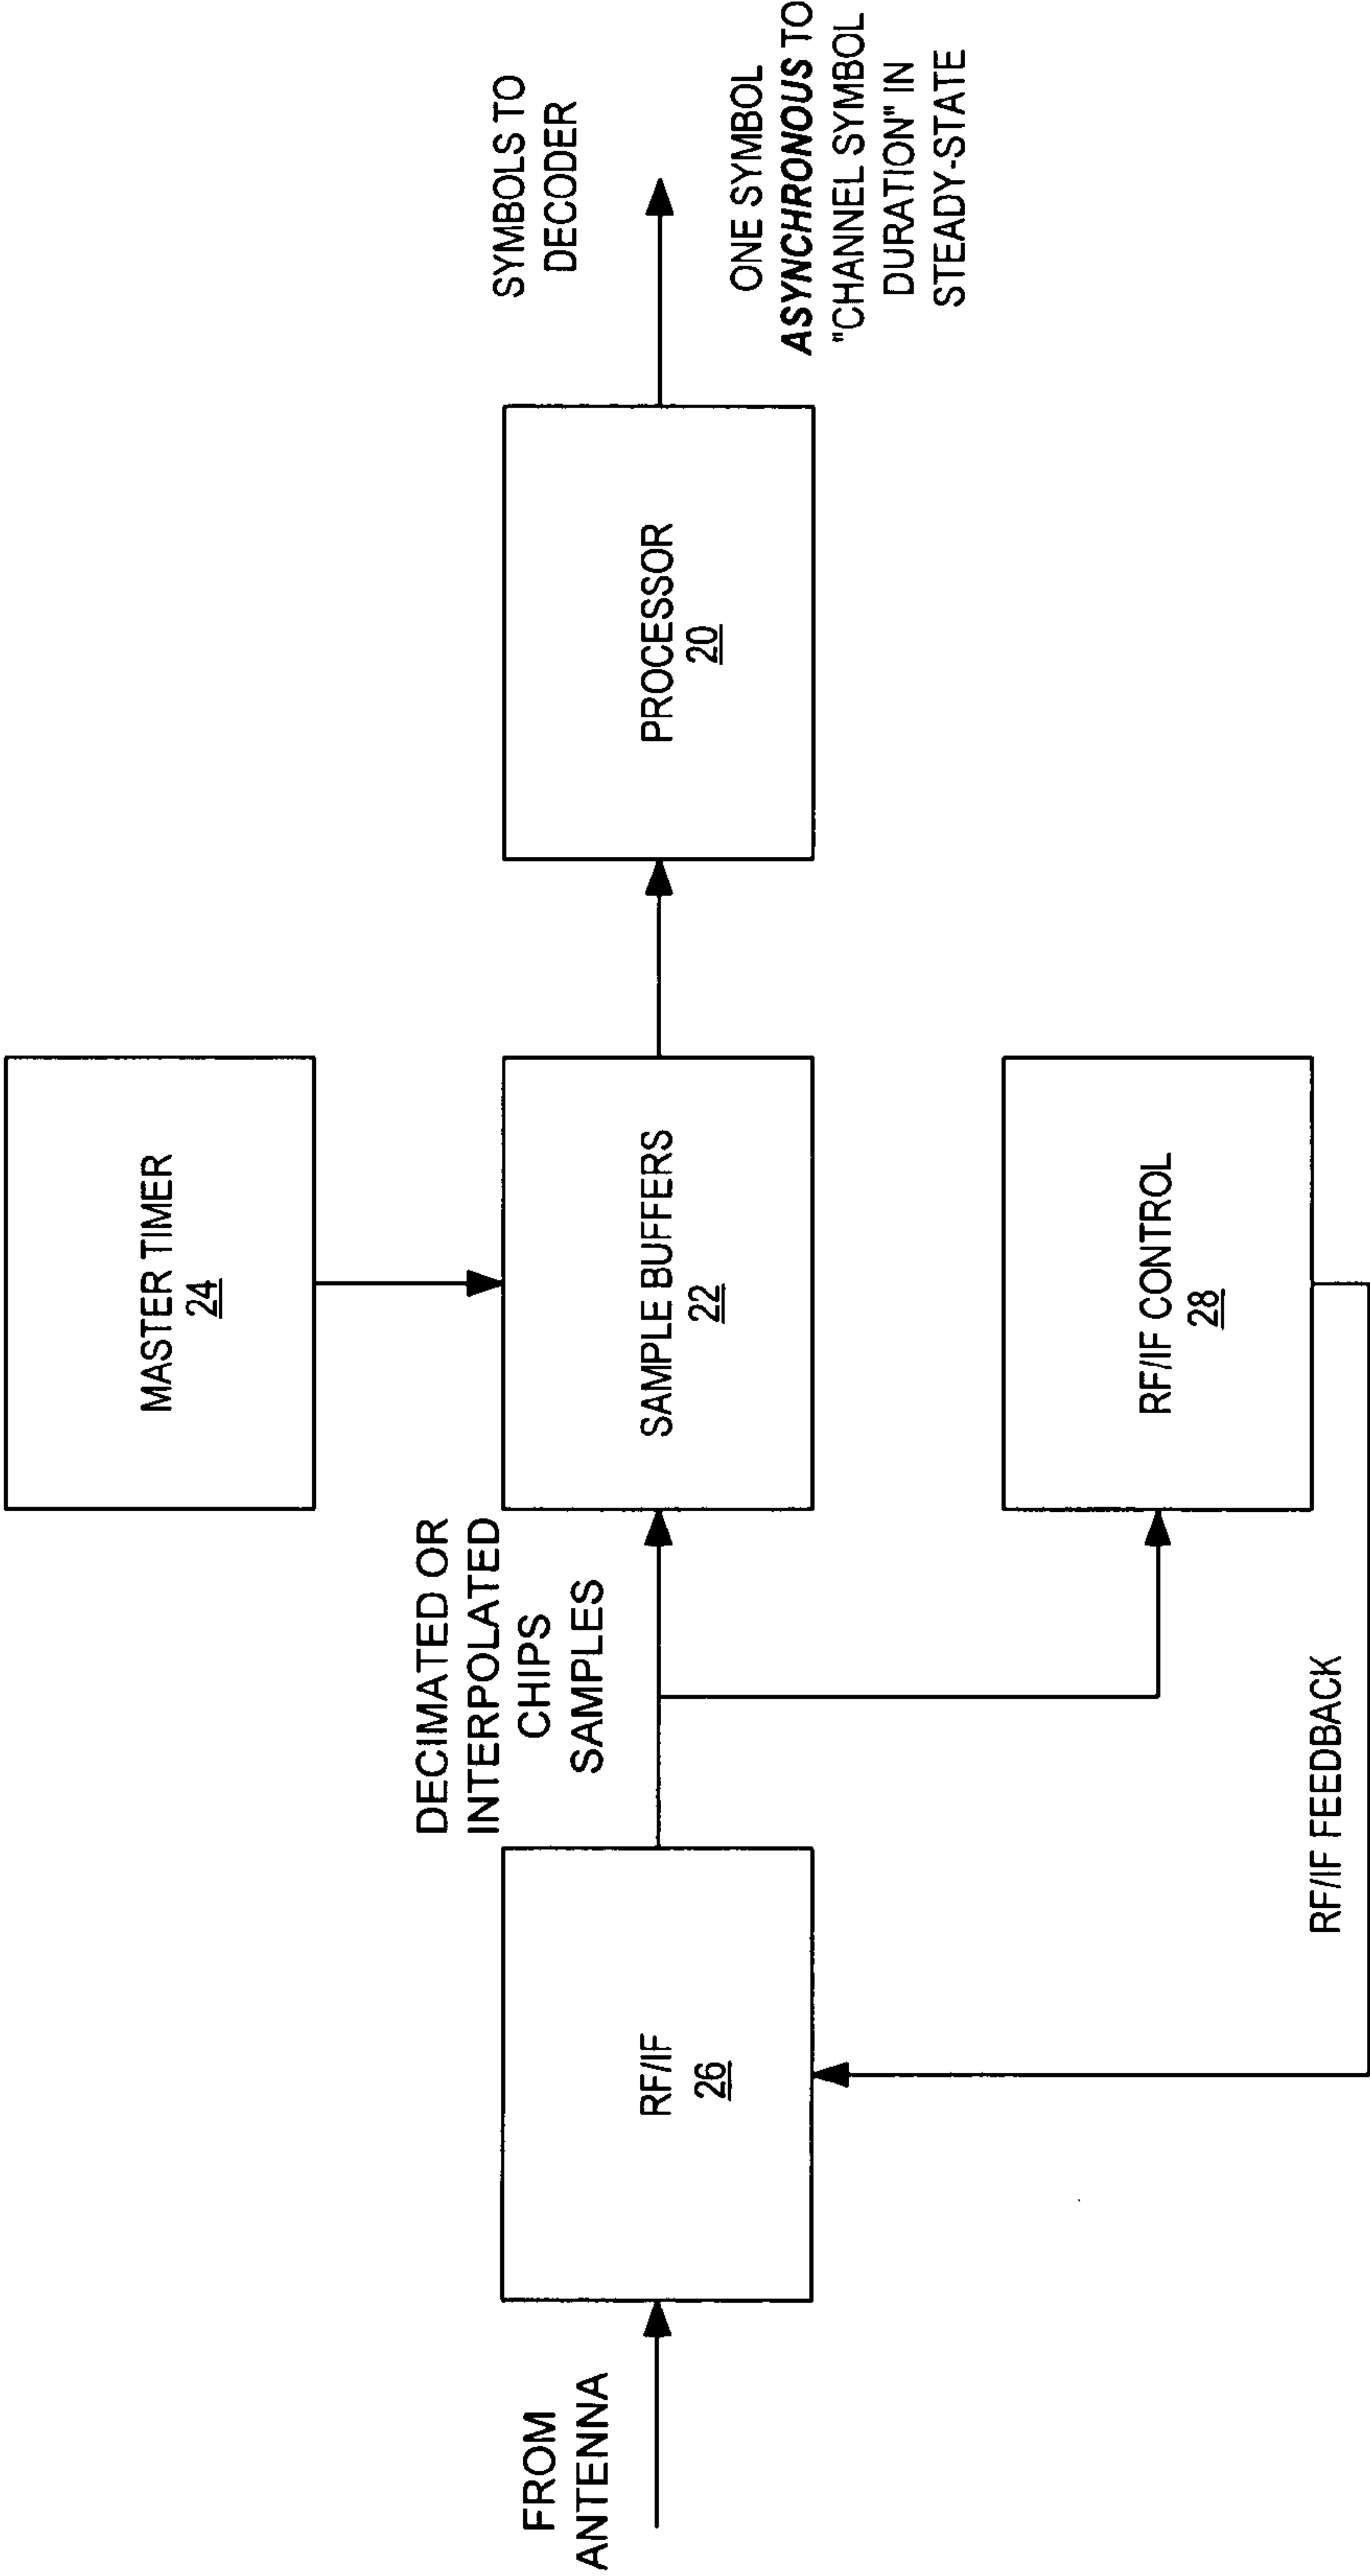 FROM
ANTENNA
RF/IF
26
DECIMATED OR
INTERPOLATED
CHIPS
SAMPLES
MASTER TIMER
24
SAMPLE BUFFERS
22
RF/IF CONTROL
28
RF/IF FEEDBACK
PROCESSOR
20
SYMBOLS TO
DECODER
ONE SYMBOL
ASYNCHRONOUS TO
"CHANNEL SYMBOL
DURATION" IN
STEADY-STATE